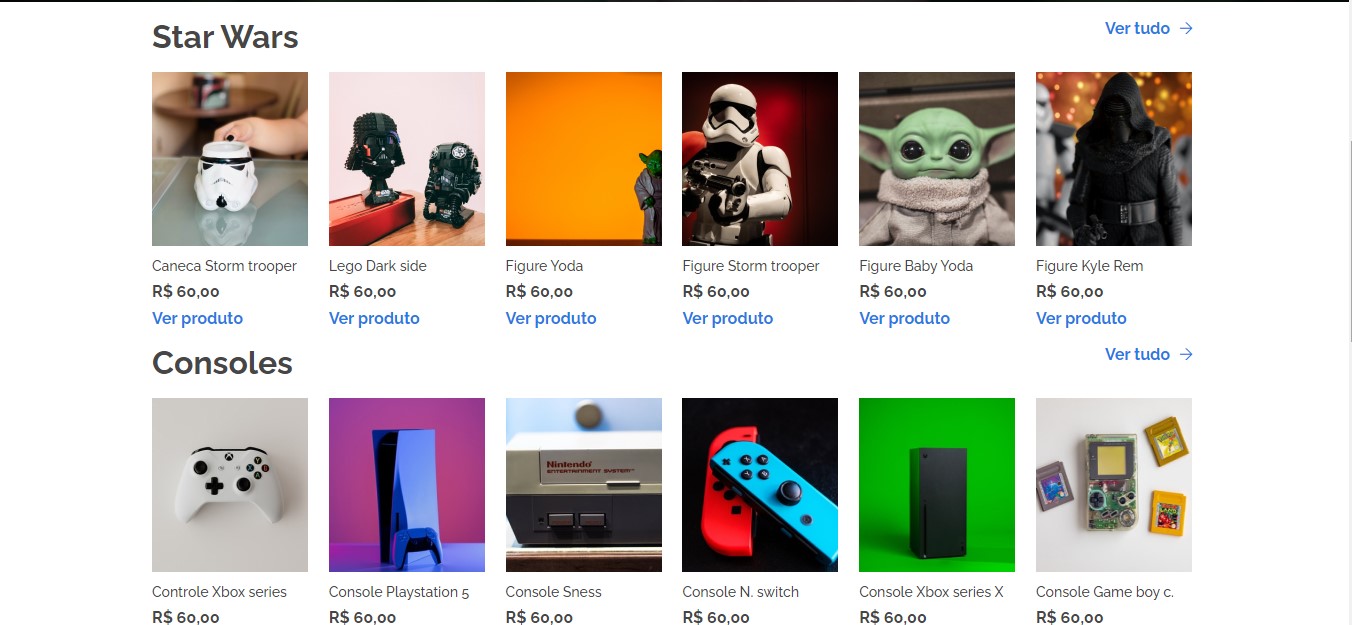 Star Wars
Ver tudo →
Caneca Storm trooper
Lego Dark side
Figure Yoda
Figure Storm trooper
Figure Baby Yoda
Figure Kyle Rem
R$ 60,00
R$ 60,00
R$ 60,00
R$ 60,00
R$ 60,00
R$ 60,00
Ver produto
Ver produto
Ver produto
Ver produto
Ver produto
Ver produto
Consoles
Ver tudo →
Nintendo
ENTERTAINMENT SYSTEM™
Controle Xbox series
Console Playstation 5
Console Sness
Console N. switch
Console Xbox series X
Console Game boy c.
R$ 60,00
R$ 60,00
R$ 60,00
R$ 60,00
R$ 60,00
R$ 60,00